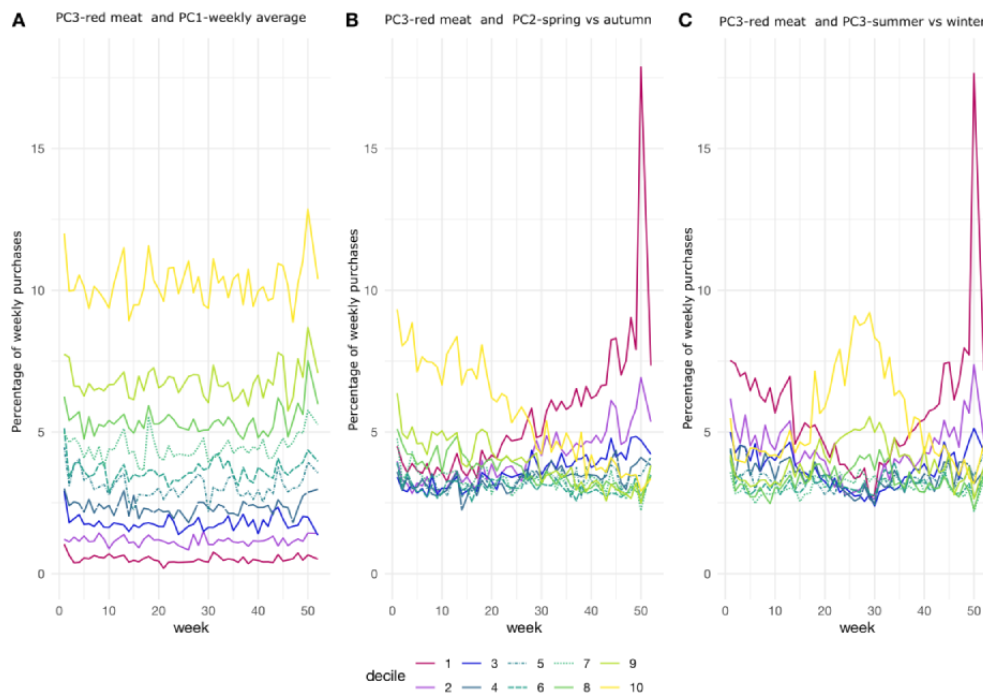 A PC3-red meat and PC1-weekly average
B PC3-red meat and PC2-spring vs autumn
C PC3-red meat and PC3-summer vs winter
Percentage of weekly purchases
15
10
5
0
0 10 20 30 40 50
week
Percentage of weekly purchases
15
10
5
0
0 10 20 30 40 50
week
Percentage of weekly purchases
15
10
5
0
0 10 20 30 40 50
week
decile
1 3 5 7 9
2 4 6 8 10